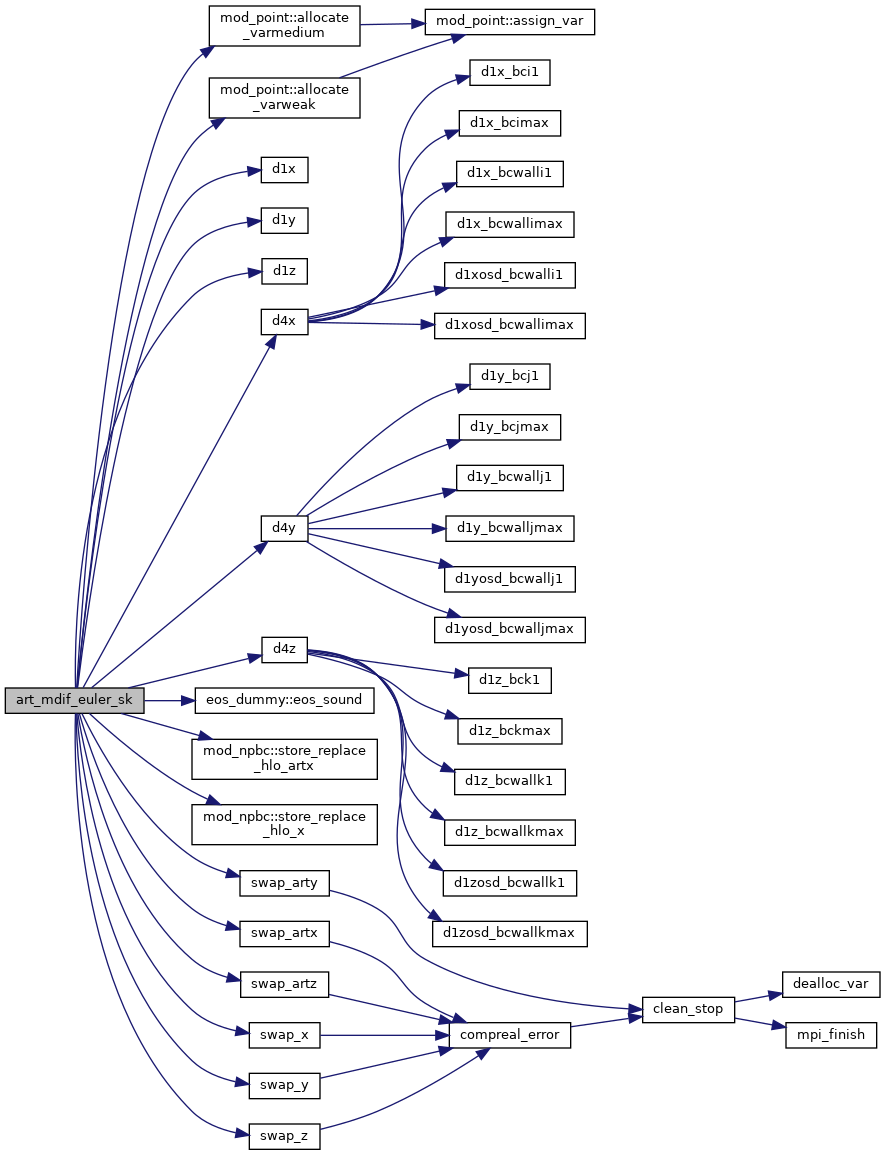 mod_point::allocate
_varmedium
mod_point::assign_var
d1x_bci1
mod_point::allocate
_varweak
d1x_bcimax
d1x
d1x_bcwalli1
d1y
d1x_bcwallimax
d1z
d1xosd_bcwalli1
d4x
d1xosd_bcwallimax
d1y_bcj1
d1y_bcjmax
d1y_bcwallj1
d4y
d1y_bcwalljmax
d1yosd_bcwallj1
d1yosd_bcwalljmax
d4z
d1z_bck1
art_mdif_euler_sk
eos_dummy::eos_sound
d1z_bckmax
mod_npbc::store_replace
_hlo_artx
d1z_bcwallk1
mod_npbc::store_replace
_hlo_x
d1z_bcwallkmax
swap_arty
d1zosd_bcwallk1
swap_artx
d1zosd_bcwallkmax
swap_artz
dealloc_var
clean_stop
swap_x
compreal_error
mpi_finish
swap_y
swap_z